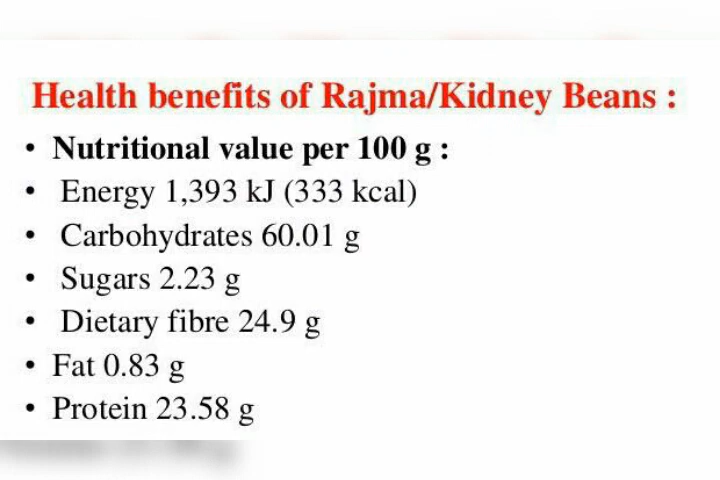 Health benefits of Rajma/Kidney Beans :
• Nutritional value per 100 g :
• Energy 1,393 kJ (333 kcal)
• Carbohydrates 60.01 g
• Sugars 2.23 g
• Dietary fibre 24.9 g
• Fat 0.83 g
• Protein 23.58 g